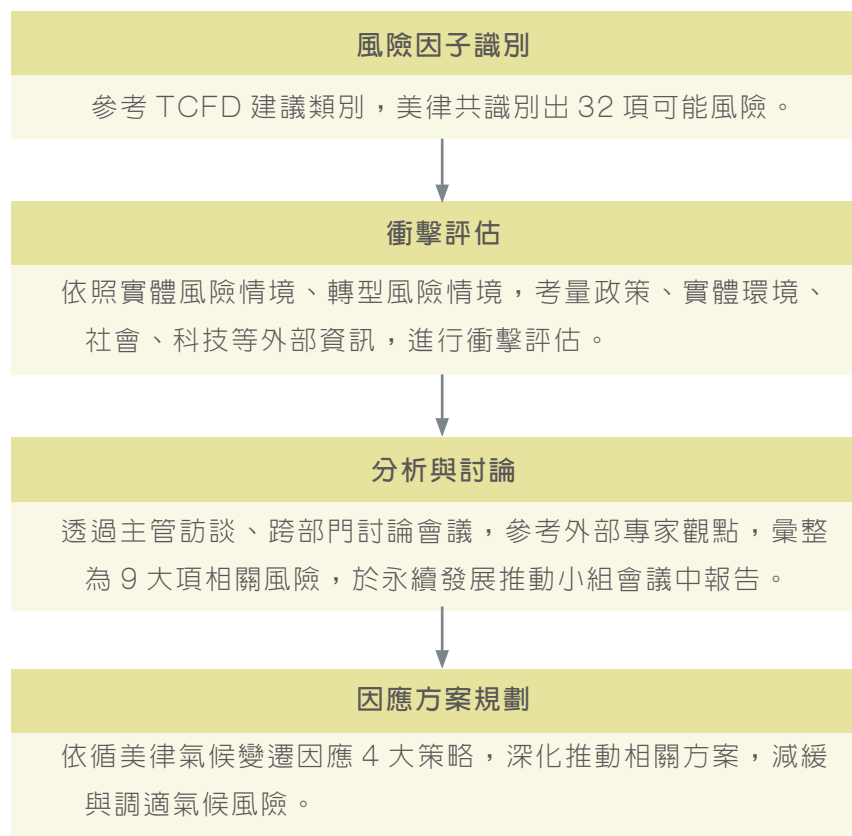 風險因子識別
參考 TCFD 建議類別，美律共識別出 32 項可能風險。
衝擊評估
依照實體風險情境、轉型風險情境，考量政策、實體環境、
社會、科技等外部資訊，進行衝擊評估。
分析與討論
透過主管訪談、跨部門討論會議，參考外部專家觀點，彙整
為 9 大項相關風險，於永續發展推動小組會議中報告。
因應方案規劃
依循美律氣候變遷因應 4 大策略，深化推動相關方案，減緩
與調適氣候風險。